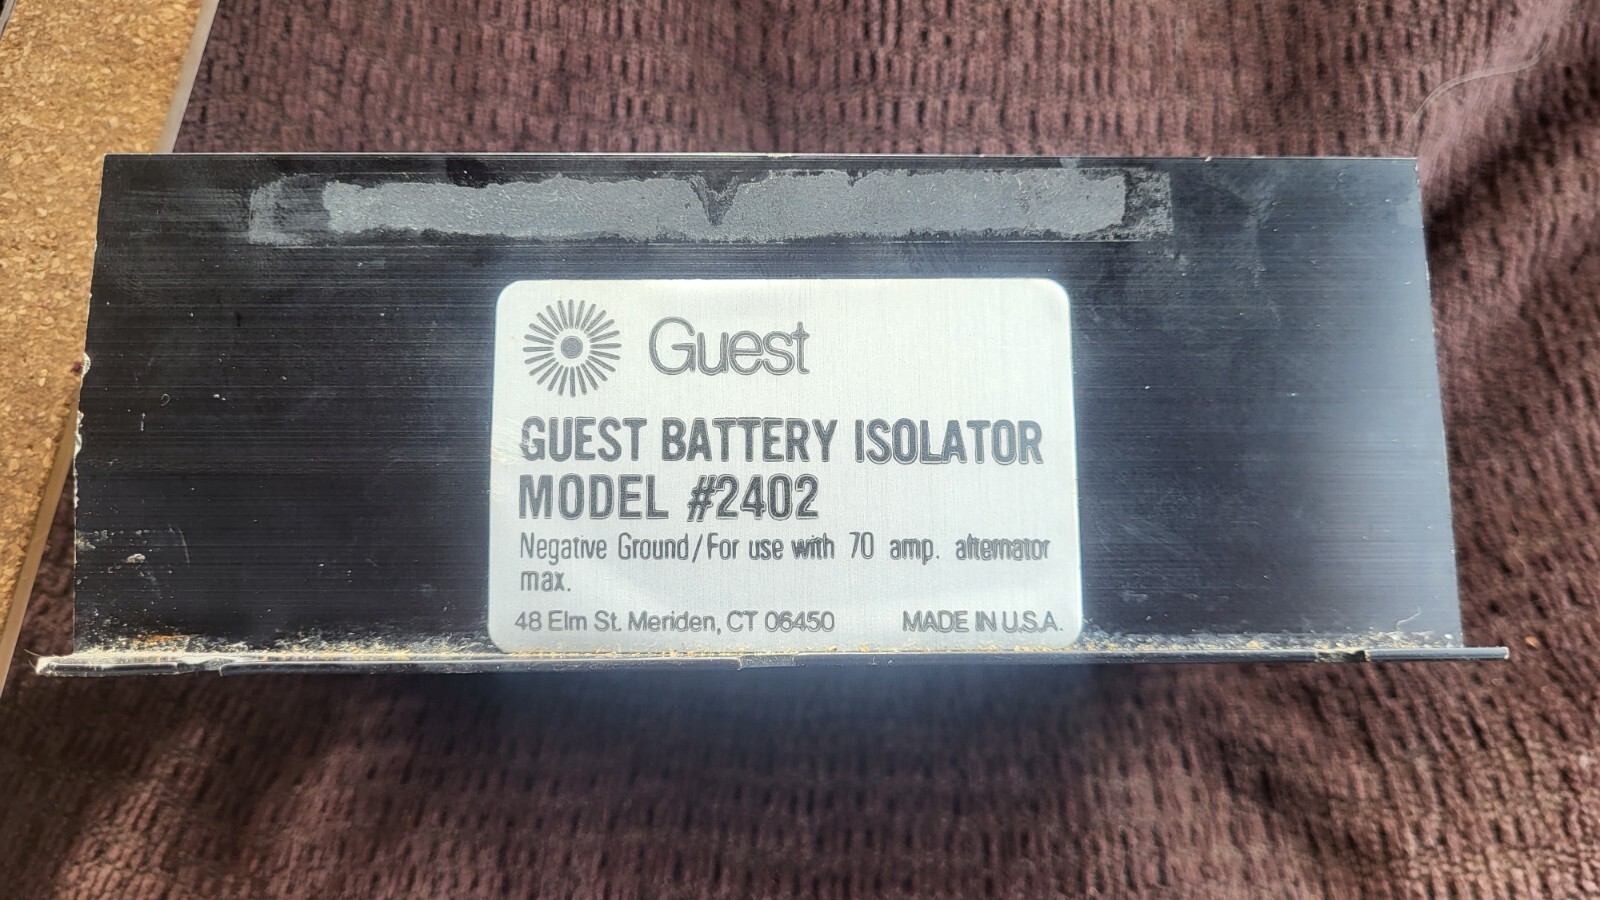 Guest
GUEST BATTERY ISOLATOR
MODEL #2402
Negative Ground/For use with 70 amp. alternator
max.
48 Elm St. Meriden, CT 06450 MADE IN U.S.A.